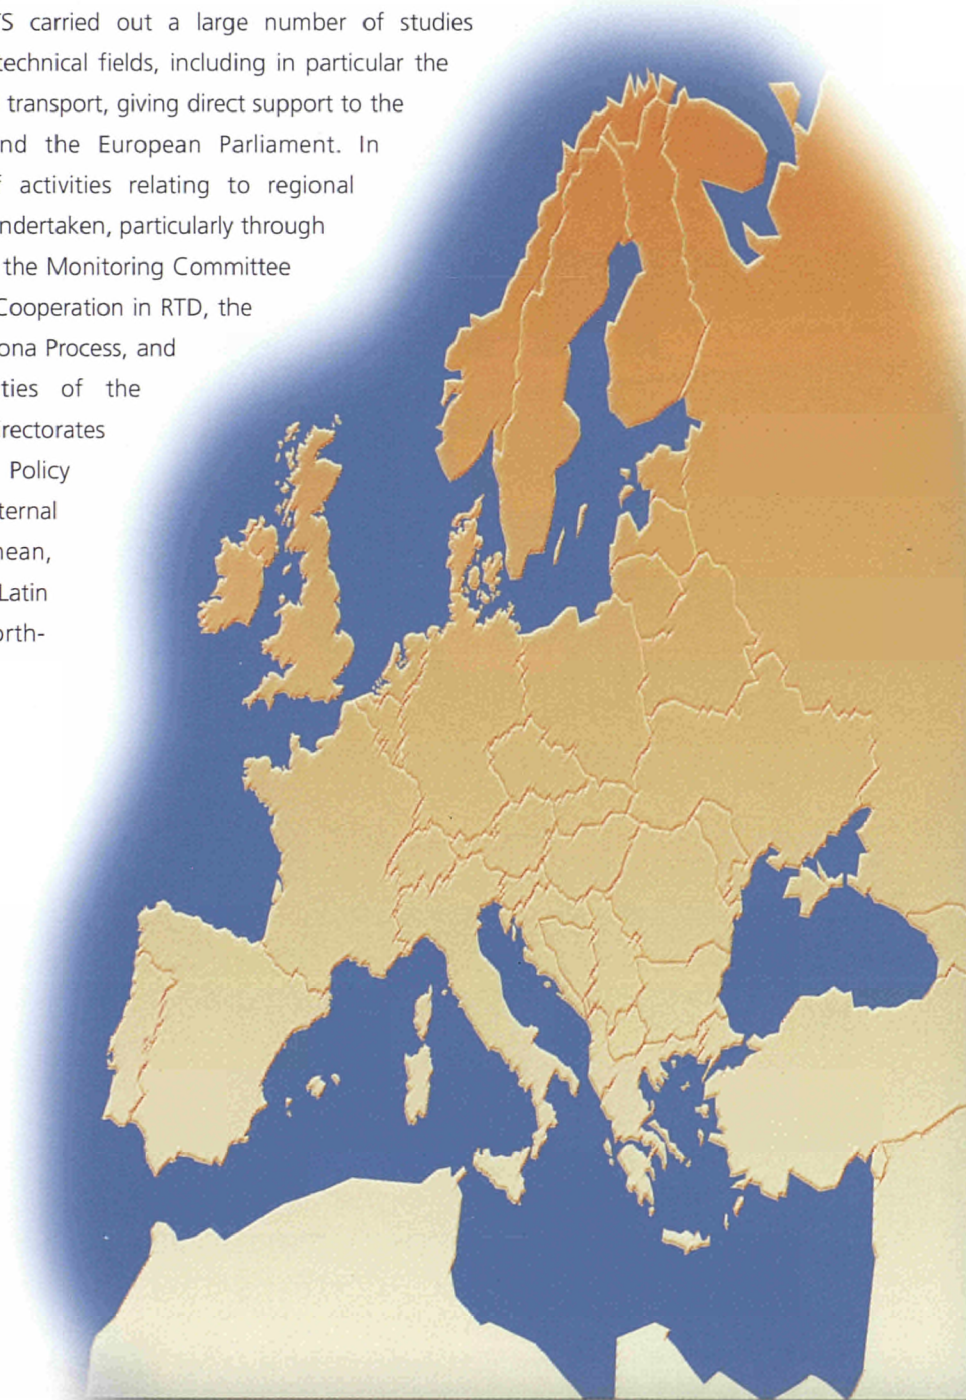 S carried out a large number of studies
technical fields, including in particular the
transport, giving direct support to the
nd the European Parliament. In
activities relating to regional
ndertaken, particularly through
the Monitoring Committee
Cooperation in RTD, the
ona Process, and
ties of the
rectorates
Policy
ternal
nean,
Latin
orth-